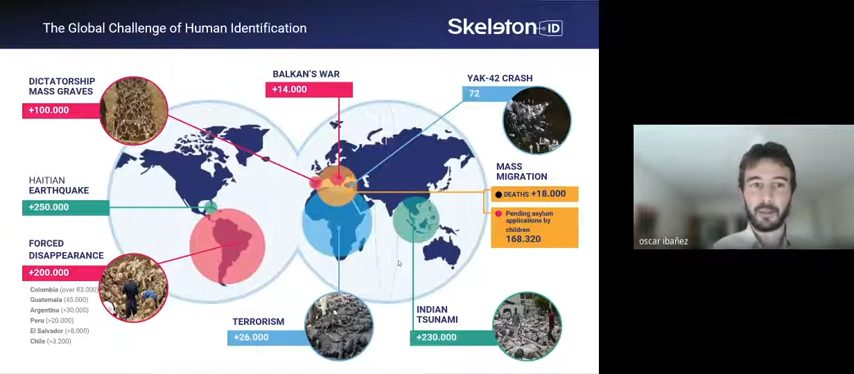 The Global Challenge of Human Identification
Skeleton ID
DICTATORSHIP
MASS GRAVES
+100.000
BALKAN'S WAR
+14.000
YAK-42 CRASH
72
HAITIAN
EARTHQUAKE
+250.000
MASS
MIGRATION
DEATHS +18.000
Pending asylum
applications by
children
168.320
FORCED
DISAPPEARANCE
+200.000
Colombia (over 83.000)
Guatemala (45.000)
Argentina (>30.000)
Peru (>20.000)
El Salvador (>8.000)
Chile (>3.200)
TERRORISM
+26.000
INDIAN
TSUNAMI
+230.000
oscar ibañez